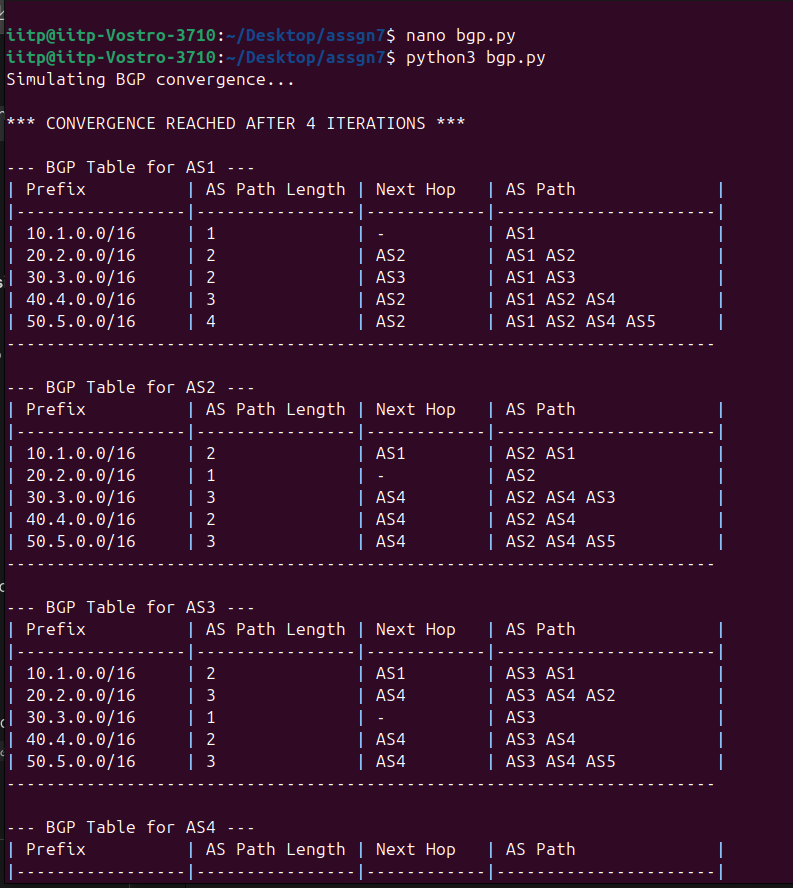 iitp@iitp-Vostro-3710:~/Desktop/assgn7$ nano bgp.py
iitp@iitp-Vostro-3710:~/Desktop/assgn7$ python3 bgp.py
Simulating BGP convergence...
*** CONVERGENCE REACHED AFTER 4 ITERATIONS ***
--- BGP Table for AS1 ---
| Prefix          | AS Path Length | Next Hop   | AS Path               |
|-----------------|----------------|------------|-----------------------|
| 10.1.0.0/16     | 1              | -          | AS1                   |
| 20.2.0.0/16     | 2              | AS2        | AS1 AS2               |
| 30.3.0.0/16     | 2              | AS3        | AS1 AS3               |
| 40.4.0.0/16     | 3              | AS2        | AS1 AS2 AS4           |
| 50.5.0.0/16     | 4              | AS2        | AS1 AS2 AS4 AS5       |
------------------------------------------------------------------------
--- BGP Table for AS2 ---
| Prefix          | AS Path Length | Next Hop   | AS Path               |
|-----------------|----------------|------------|-----------------------|
| 10.1.0.0/16     | 2              | AS1        | AS2 AS1               |
| 20.2.0.0/16     | 1              | -          | AS2                   |
| 30.3.0.0/16     | 3              | AS4        | AS2 AS4 AS3           |
| 40.4.0.0/16     | 2              | AS4        | AS2 AS4               |
| 50.5.0.0/16     | 3              | AS4        | AS2 AS4 AS5           |
------------------------------------------------------------------------
--- BGP Table for AS3 ---
| Prefix          | AS Path Length | Next Hop   | AS Path               |
|-----------------|----------------|------------|-----------------------|
| 10.1.0.0/16     | 2              | AS1        | AS3 AS1               |
| 20.2.0.0/16     | 3              | AS4        | AS3 AS4 AS2           |
| 30.3.0.0/16     | 1              | -          | AS3                   |
| 40.4.0.0/16     | 2              | AS4        | AS3 AS4               |
| 50.5.0.0/16     | 3              | AS4        | AS3 AS4 AS5           |
------------------------------------------------------------------------
--- BGP Table for AS4 ---
| Prefix          | AS Path Length | Next Hop   | AS Path               |
|-----------------|----------------|------------|-----------------------|